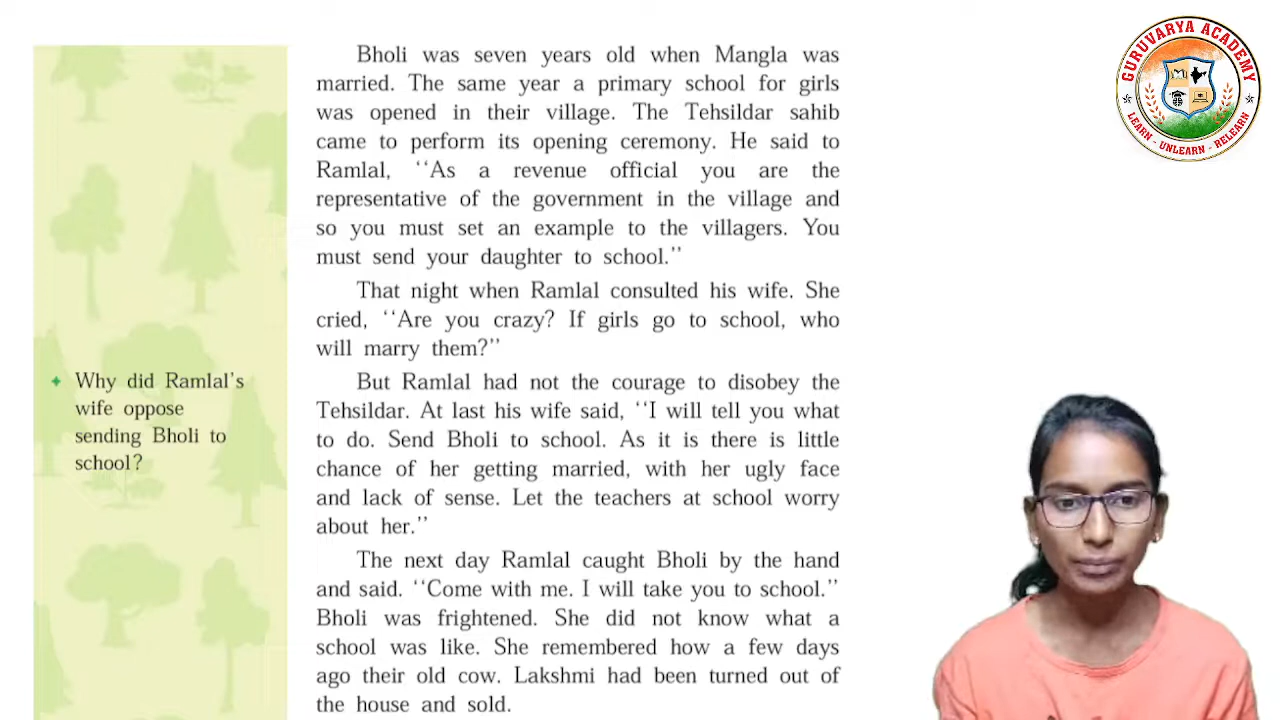 Bholi was seven years old when Mangla was
married. The same year a primary school for girls
was opened in their village. The Tehsildar sahib
came to perform its opening ceremony. He said to
Ramlal, ‘‘As a revenue official you are the
representative of the government in the village and
so you must set an example to the villagers. You
must send your daughter to school.’’
That night when Ramlal consulted his wife. She
cried, ‘‘Are you crazy? If girls go to school, who
will marry them?’’
But Ramlal had not the courage to disobey the
Tehsildar. At last his wife said, ‘‘I will tell you what
to do. Send Bholi to school. As it is there is little
chance of her getting married, with her ugly face
and lack of sense. Let the teachers at school worry
about her.’’
The next day Ramlal caught Bholi by the hand
and said. ‘‘Come with me. I will take you to school.’’
Bholi was frightened. She did not know what a
school was like. She remembered how a few days
ago their old cow. Lakshmi had been turned out of
the house and sold.
Why did Ramlal’s
wife oppose
sending Bholi to
school?
GURUVARYA ACADEMY
LEARN - UNLEARN - RELEARN